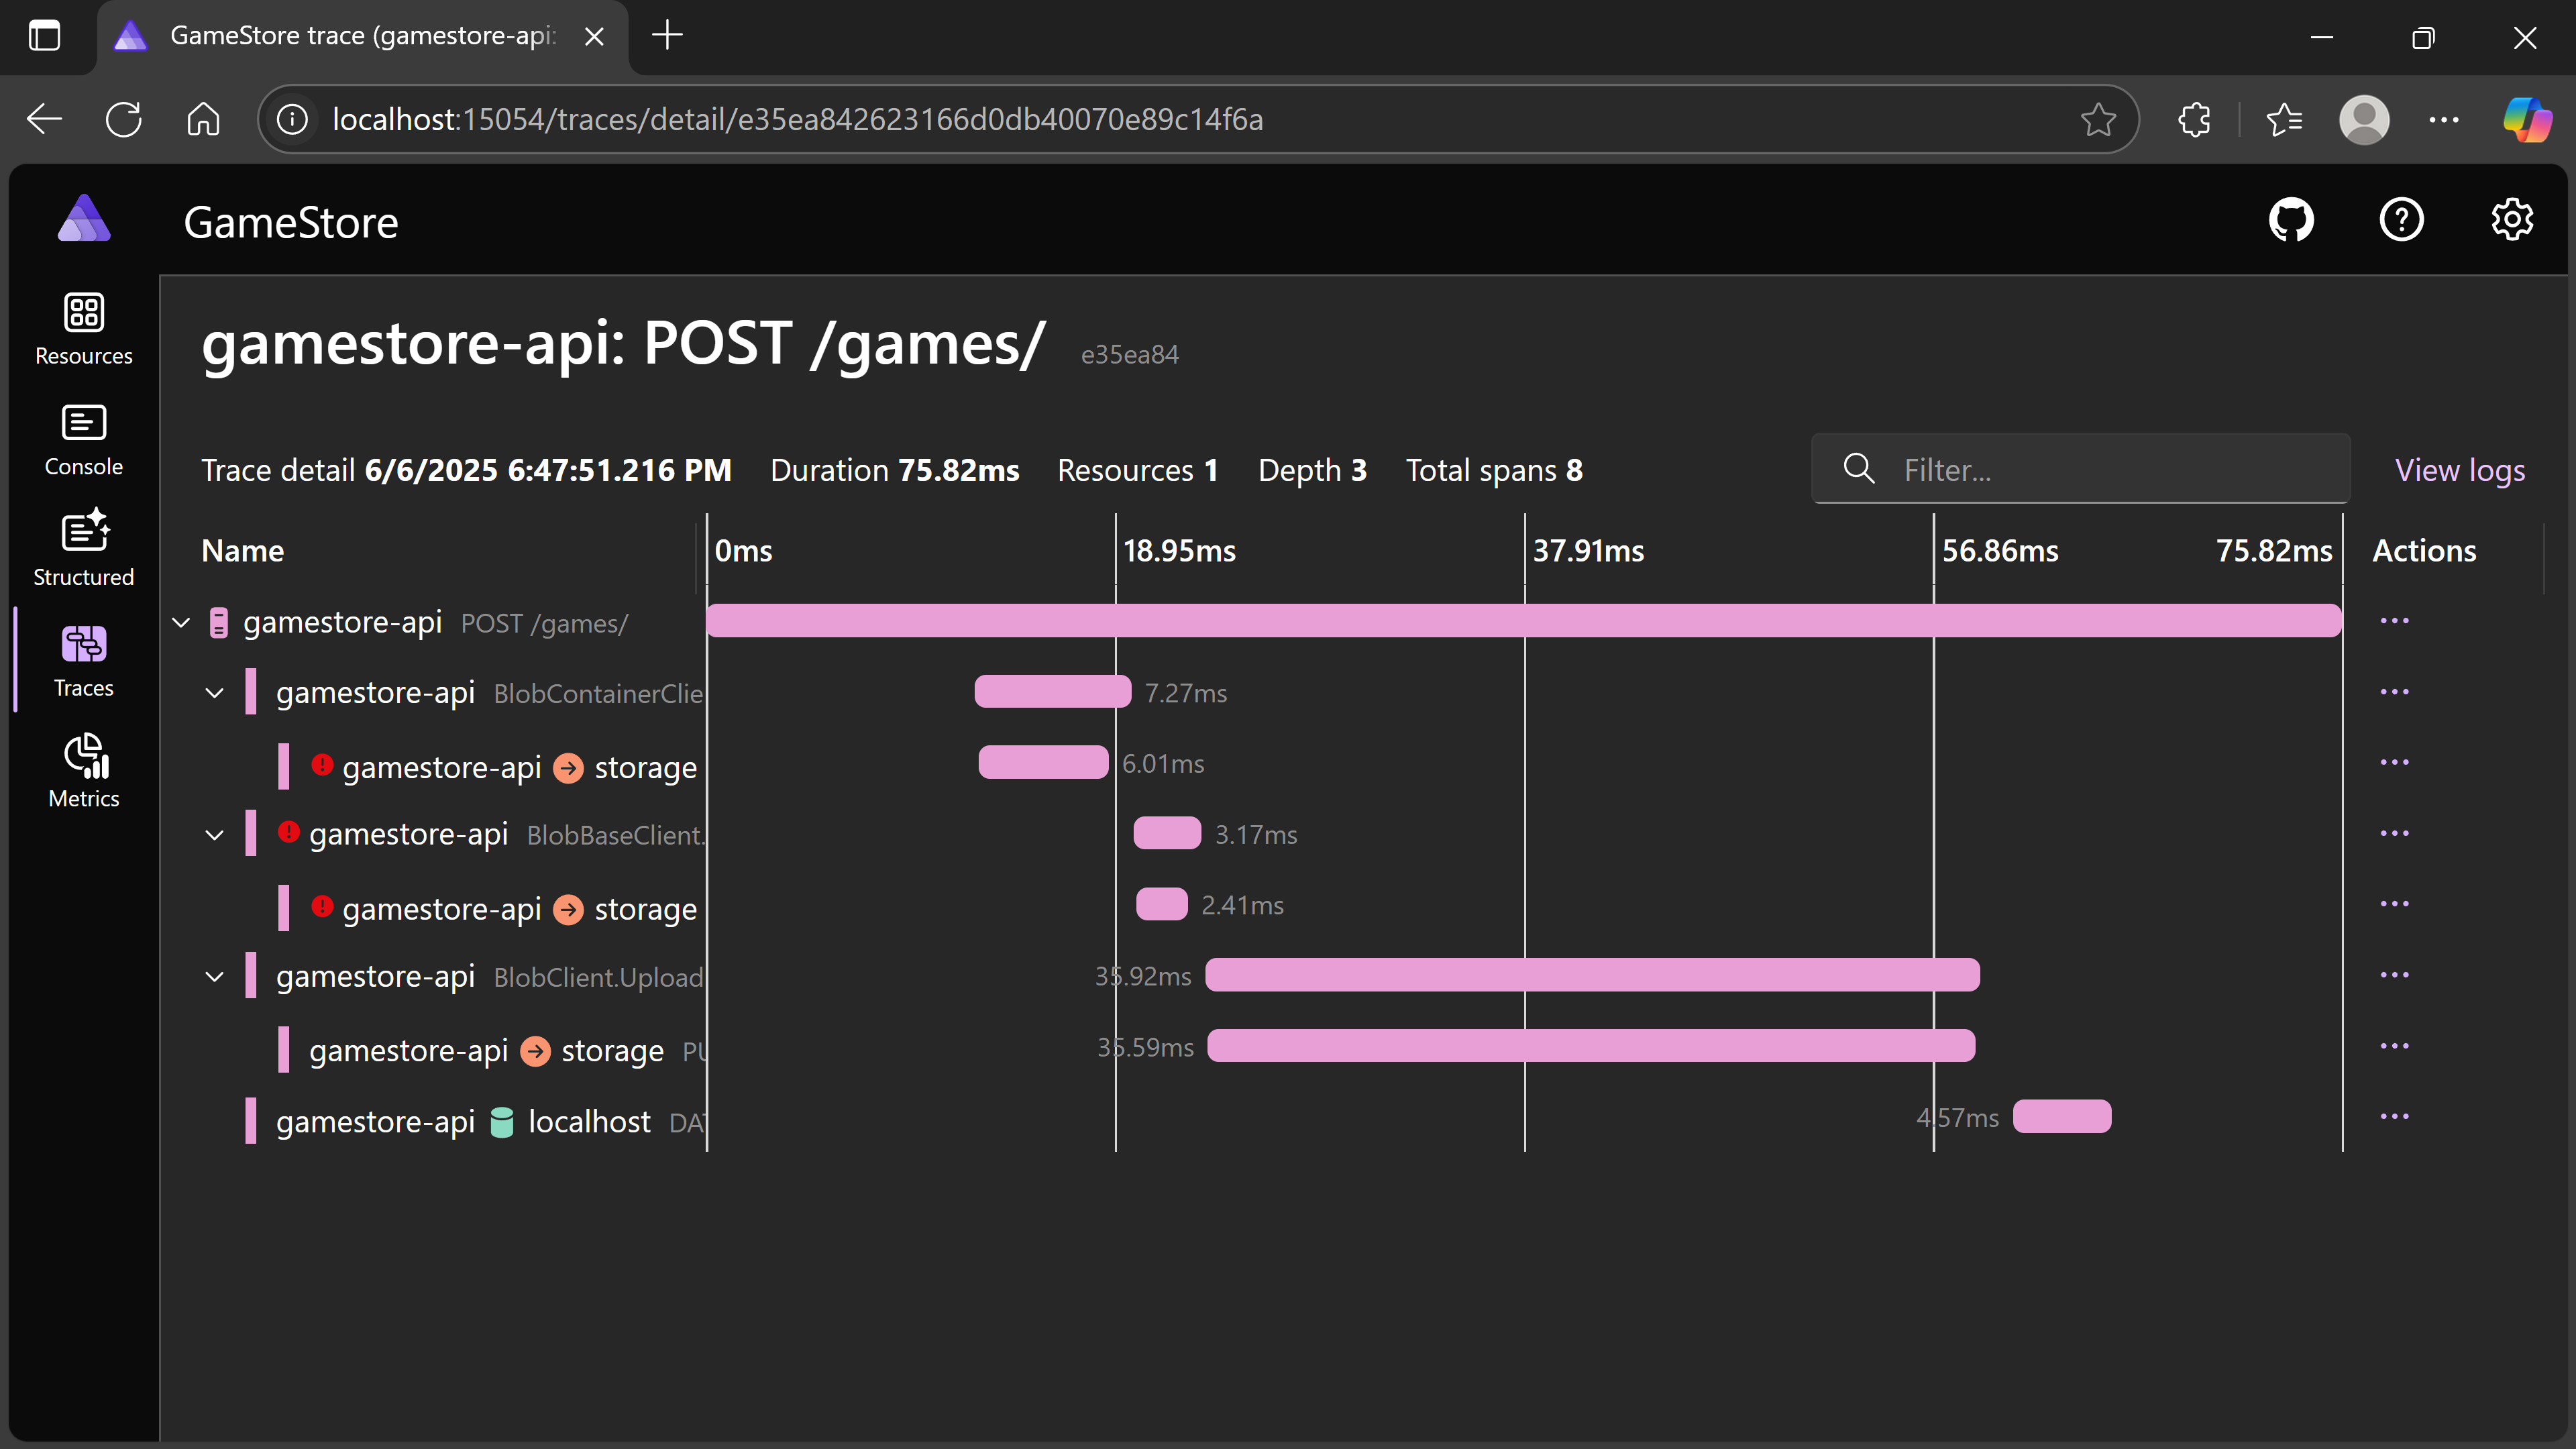 GameStore trace (gamestore-api:
localhost:15054/traces/detail/e35ea842623166d0db40070e89c14f6a
GameStore
Resources
Console
Structured
Traces
Metrics
gamestore-api: POST /games/ e35ea84
Trace detail 6/6/2025 6:47:51.216 PM Duration 75.82ms Resources 1 Depth 3 Total spans 8 Filter... View logs
Name 0ms 18.95ms 37.91ms 56.86ms 75.82ms Actions
gamestore-api POST /games/
gamestore-api BlobContainerClie 7.27ms
gamestore-api storage 6.01ms
gamestore-api BlobBaseClient. 3.17ms
gamestore-api storage 2.41ms
gamestore-api BlobClient.Upload 35.92ms
gamestore-api storage PU 35.59ms
gamestore-api localhost DAT 4.57ms